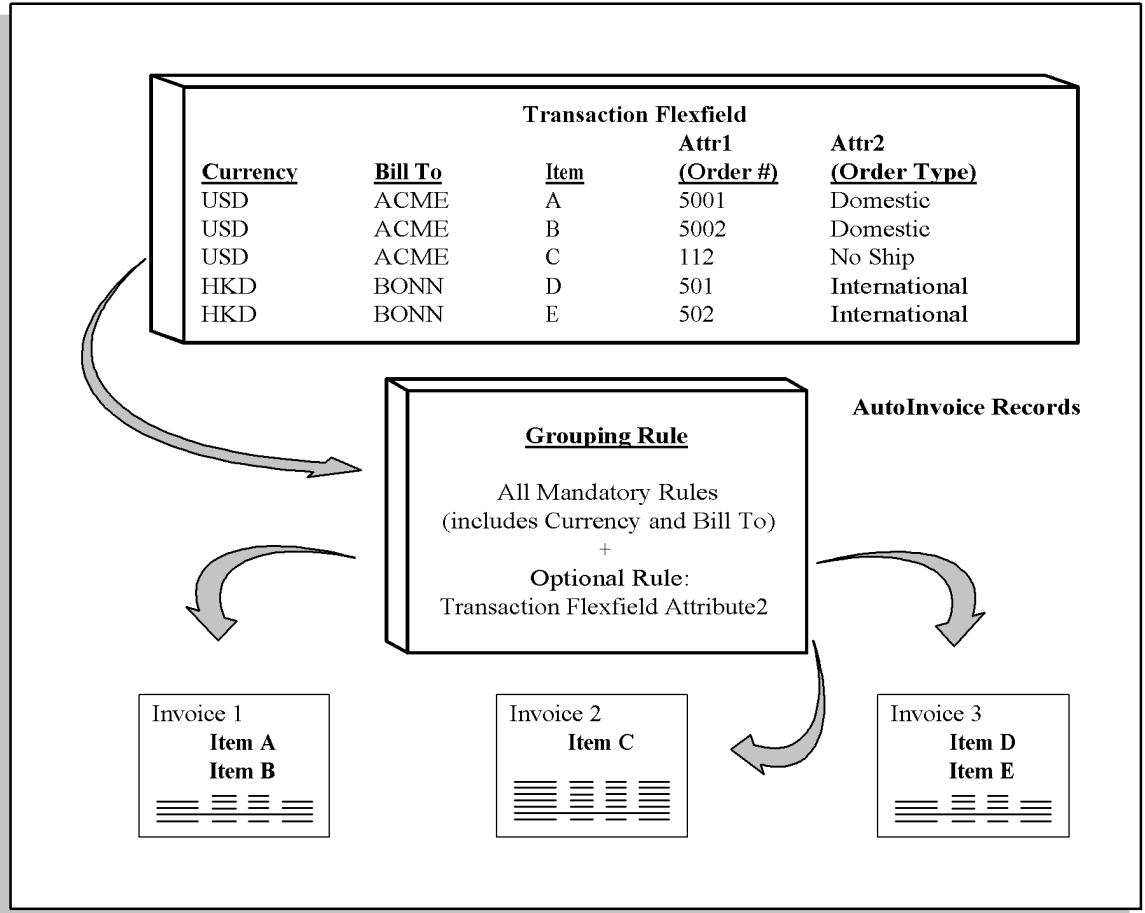 Transaction Flexfield
Attr1 Attr2
Currency Bill To Item (Order #) (Order Type)
USD ACME A 5001 Domestic
USD ACME B 5002 Domestic
USD ACME C 112 No Ship
HKD BONN D 501 International
HKD BONN E 502 International
AutoInvoice Records
Grouping Rule
All Mandatory Rules
(includes Currency and Bill To)
+
Optional Rule:
Transaction Flexfield Attribute2
Invoice 1
Item A
Item B
Invoice 2
Item C
Invoice 3
Item D
Item E